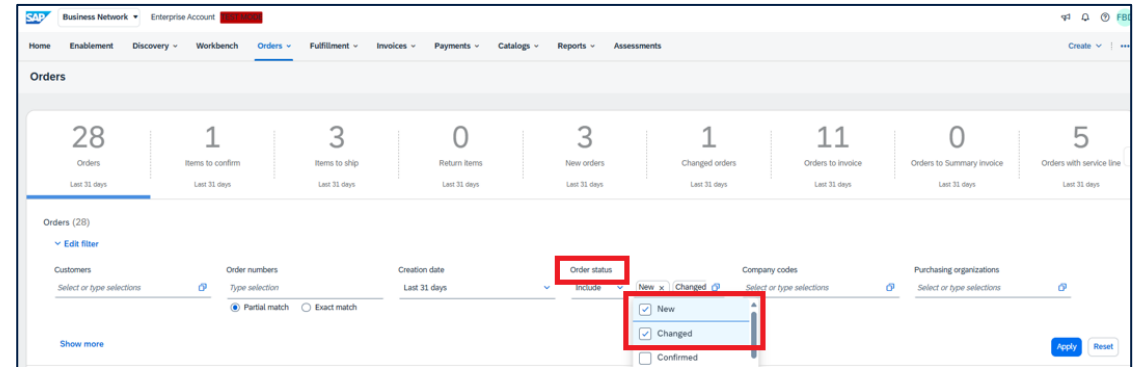 SAP Business Network Enterprise Account
FBD
Home Enablement Discovery Workbench Orders Fulfillment Invoices Payments Catalogs Reports Assessments Create
Orders
28 1 3 0 3 1 11 0 5
Orders Items to confirm Items to ship Return items New orders Changed orders Orders to invoice Orders to Summary invoice Orders with service line
Last 31 days Last 31 days Last 31 days Last 31 days Last 31 days Last 31 days Last 31 days Last 31 days Last 31 days
Orders (28)
Edit filter
Customers Order numbers Creation date Order status Company codes Purchasing organizations
Select or type selections Type selection Last 31 days Include New x Changed Select or type selections Select or type selections
Partial match Exact match
New
Changed
Confirmed
Show more Apply Reset